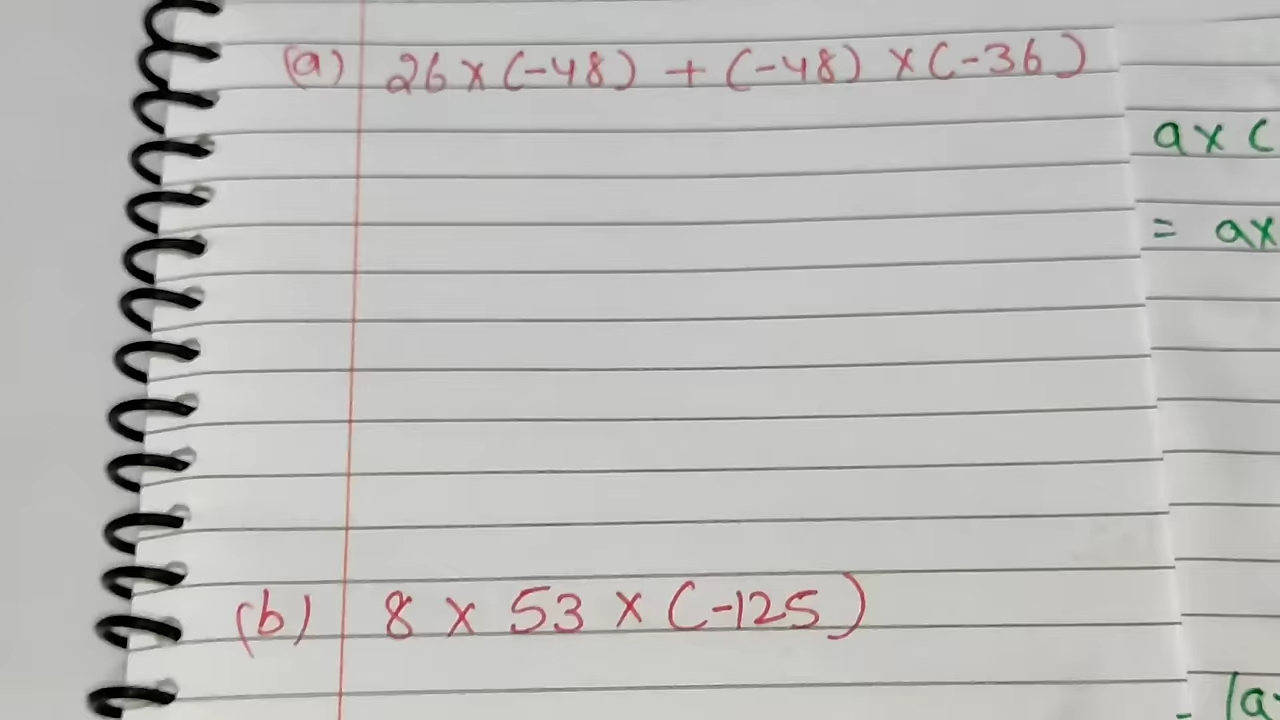 (a) 26 × (-48) + (-48) × (-36)
a × (
= a×
(b) 8 × 53 × (-125)
= |a